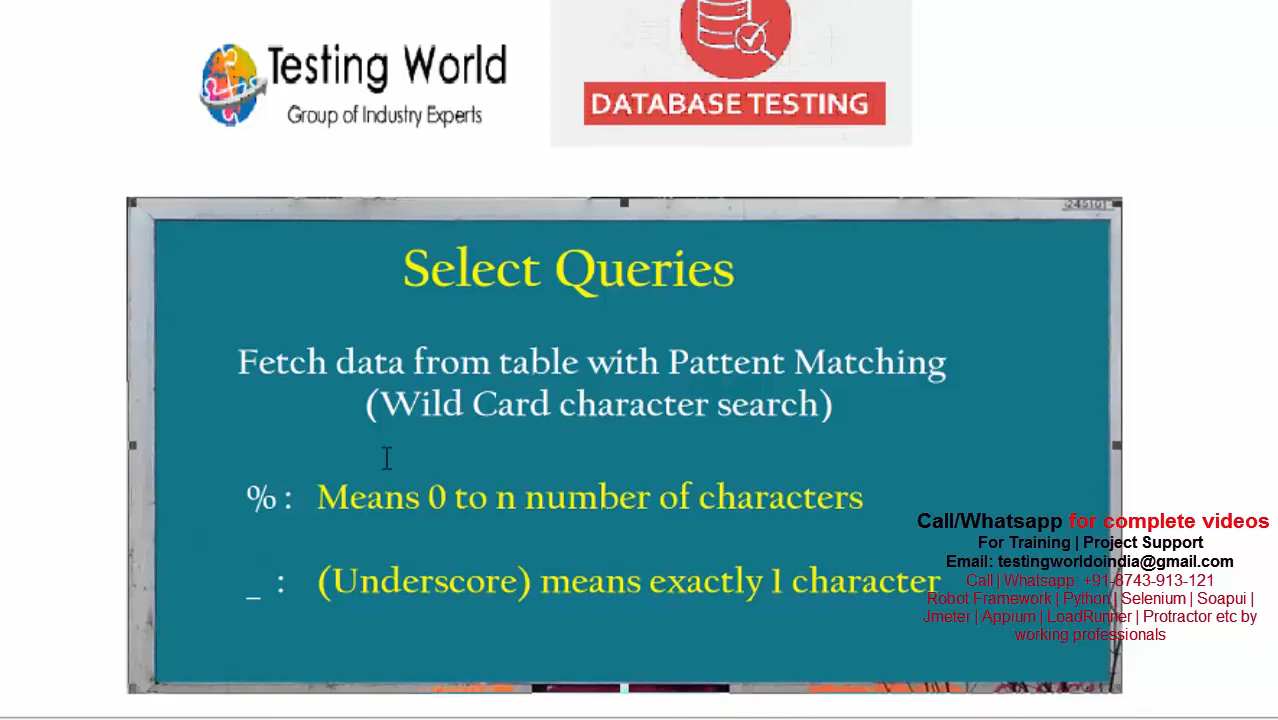 Testing World
Group of Industry Experts
DATABASE TESTING
245101
Select Queries
Fetch data from table with Pattent Matching
(Wild Card character search)
% : Means 0 to n number of characters
_ : (Underscore) means exactly 1 character
Call/Whatsapp for complete videos
For Training | Project Support
Email: testingworldoindia@gmail.com
Call | Whatsapp: +91-8743-913-121
Robot Framework | Python | Selenium | Soapui |
Jmeter | Appium | LoadRunner | Protractor etc by
working professionals